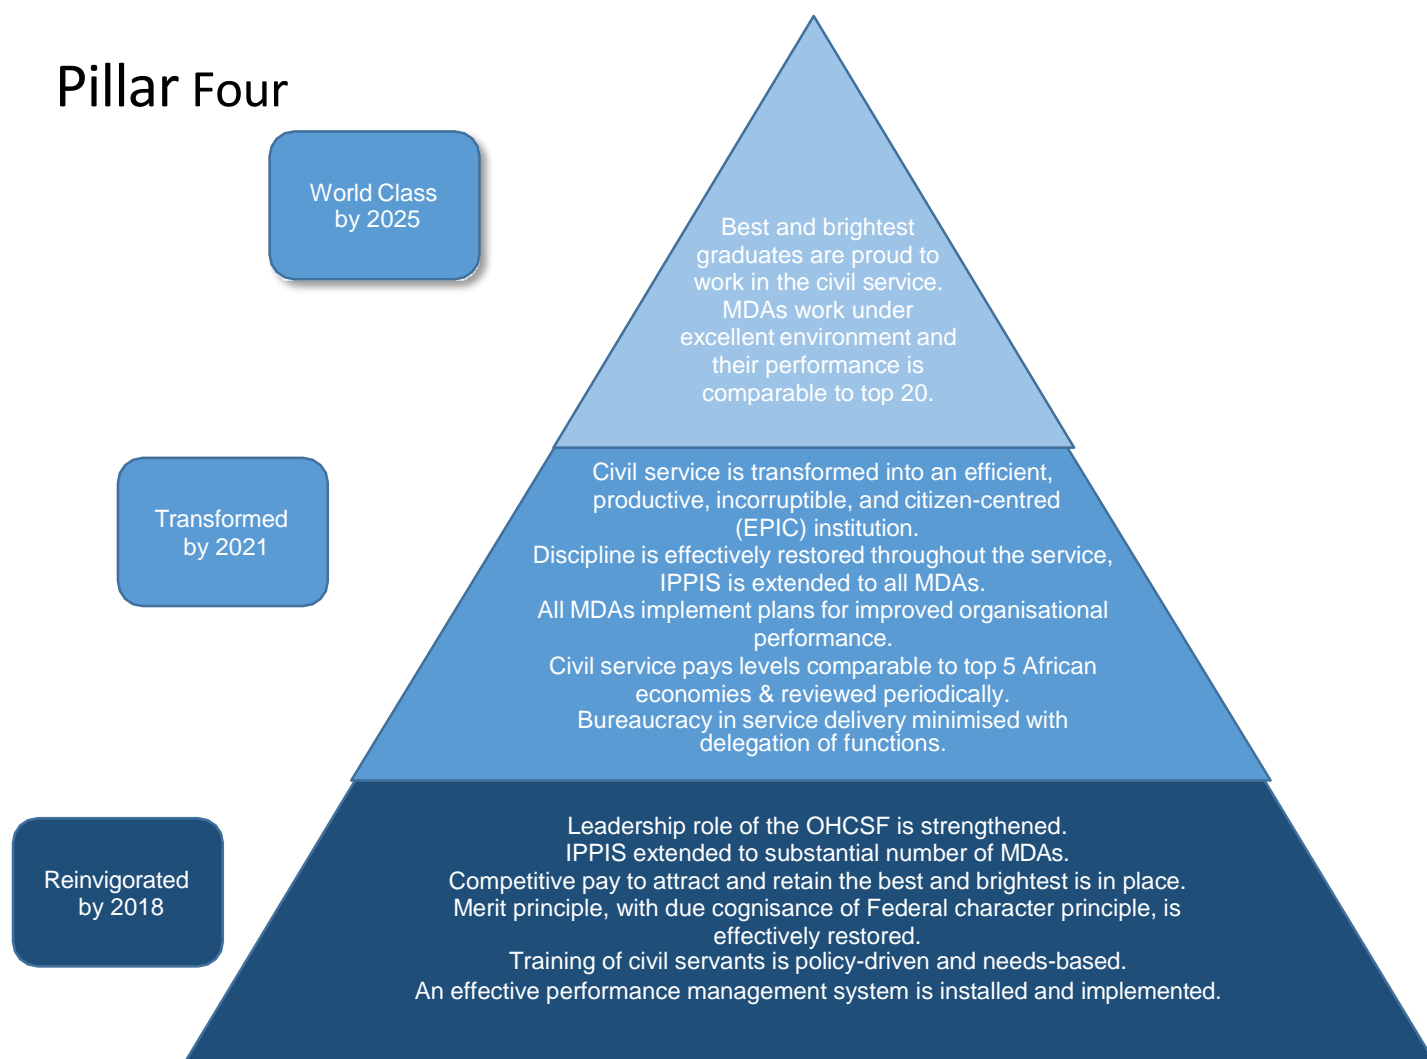 Pillar Four
World Class
by 2025
Best and brightest
graduates are proud to
work in the civil service.
MDAs work under
excellent environment and
their performance is
comparable to top 20.
Transformed
by 2021
Civil service is transformed into an efficient,
productive, incorruptible, and citizen-centred
(EPIC) institution.
Discipline is effectively restored throughout the service,
IPPIS is extended to all MDAs.
All MDAs implement plans for improved organisational
performance.
Civil service pays levels comparable to top 5 African
economies & reviewed periodically.
Bureaucracy in service delivery minimised with
delegation of functions.
Reinvigorated
by 2018
Leadership role of the OHCSF is strengthened.
IPPIS extended to substantial number of MDAs.
Competitive pay to attract and retain the best and brightest is in place.
Merit principle, with due cognisance of Federal character principle, is
effectively restored.
Training of civil servants is policy-driven and needs-based.
An effective performance management system is installed and implemented.